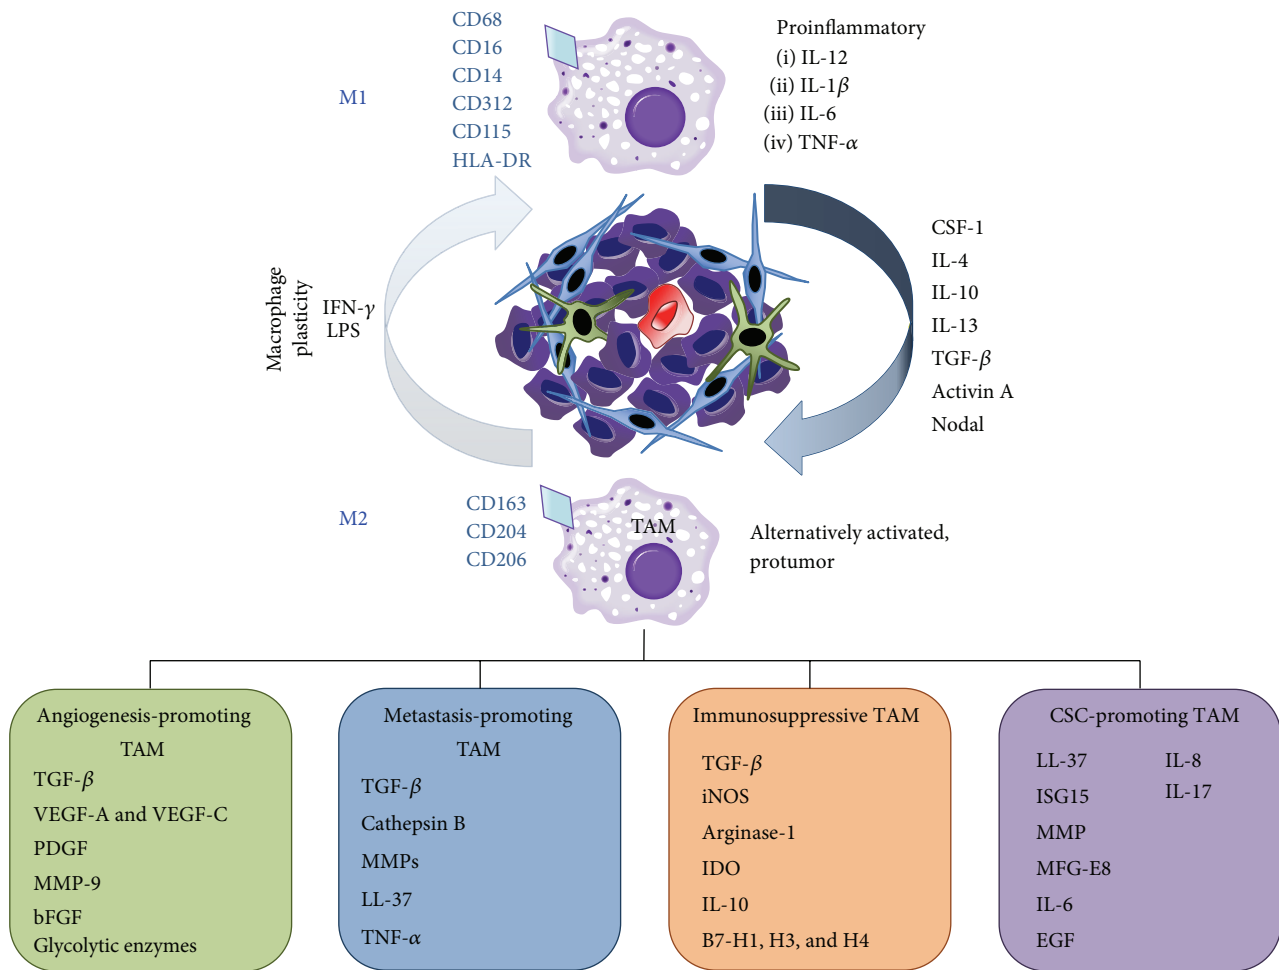 M1
CD68
CD16
CD14
CD312
CD115
HLA-DR
Proinflammatory
(i) IL-12
(ii) IL-1β
(iii) IL-6
(iv) TNF-α
Macrophage
plasticity
IFN-γ
LPS
CSF-1
IL-4
IL-10
IL-13
TGF-β
Activin A
Nodal
M2
CD163
CD204
CD206
TAM
Alternatively activated,
protumor
Angiogenesis-promoting
TAM
TGF-β
VEGF-A and VEGF-C
PDGF
MMP-9
bFGF
Glycolytic enzymes
Metastasis-promoting
TAM
TGF-β
Cathepsin B
MMPs
LL-37
TNF-α
Immunosuppressive TAM
TGF-β
iNOS
Arginase-1
IDO
IL-10
B7-H1, H3, and H4
CSC-promoting TAM
LL-37
ISG15
MMP
MFG-E8
IL-6
EGF
IL-8
IL-17